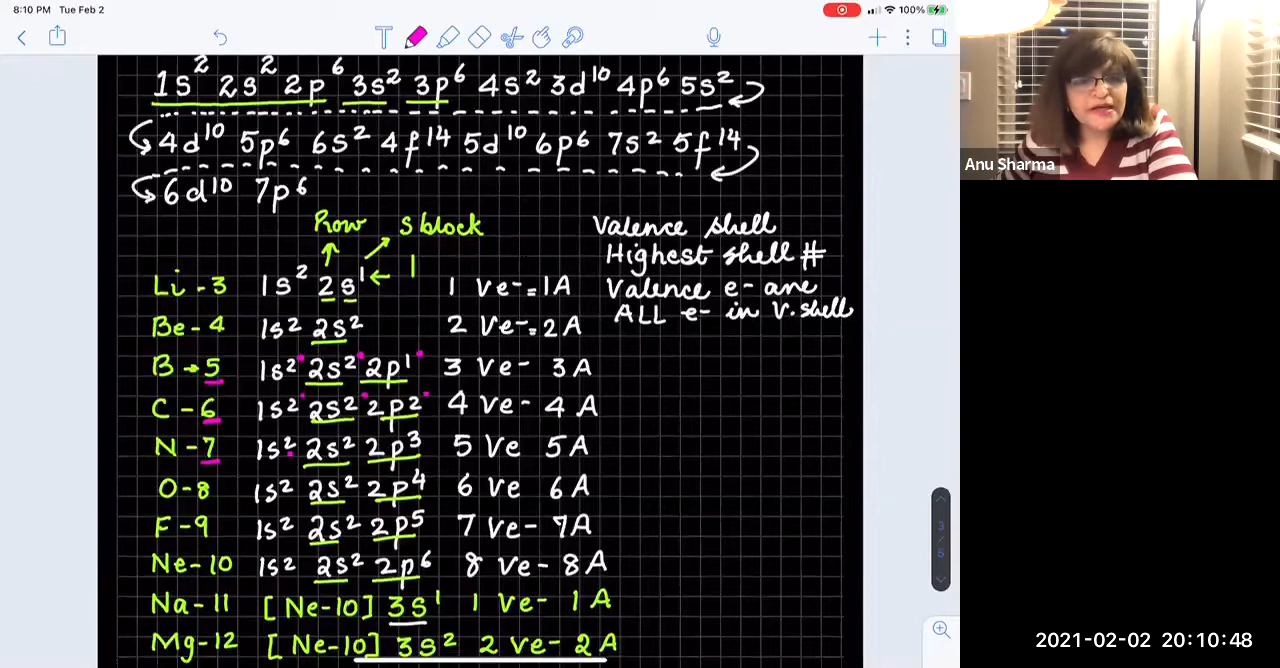 8:10 PM Tue Feb 2
100%
1s² 2s² 2p⁶ 3s² 3p⁶ 4s² 3d¹⁰ 4p⁶ 5s²
4d¹⁰ 5p⁶ 6s² 4f¹⁴ 5d¹⁰ 6p⁶ 7s² 5f¹⁴
6d¹⁰ 7p⁶
Anu Sharma
Row s block
Valence shell
Highest shell #
Li - 3 1s² 2s¹ ← 1 1 ve- = 1A
Valence e- are
ALL e- in v. shell
Be - 4 1s² 2s² 2 ve- = 2A
B - 5 1s² 2s² 2p¹ 3 ve- 3A
C - 6 1s² 2s² 2p² 4 ve- 4A
N - 7 1s² 2s² 2p³ 5 ve 5A
O - 8 1s² 2s² 2p⁴ 6 ve 6A
F - 9 1s² 2s² 2p⁵ 7 ve- 7A
Ne - 10 1s² 2s² 2p⁶ 8 ve- 8A
Na - 11 [Ne-10] 3s¹ 1 ve- 1A
Mg - 12 [Ne-10] 3s² 2 ve- 2A
3
/
5
2021-02-02 20:10:48